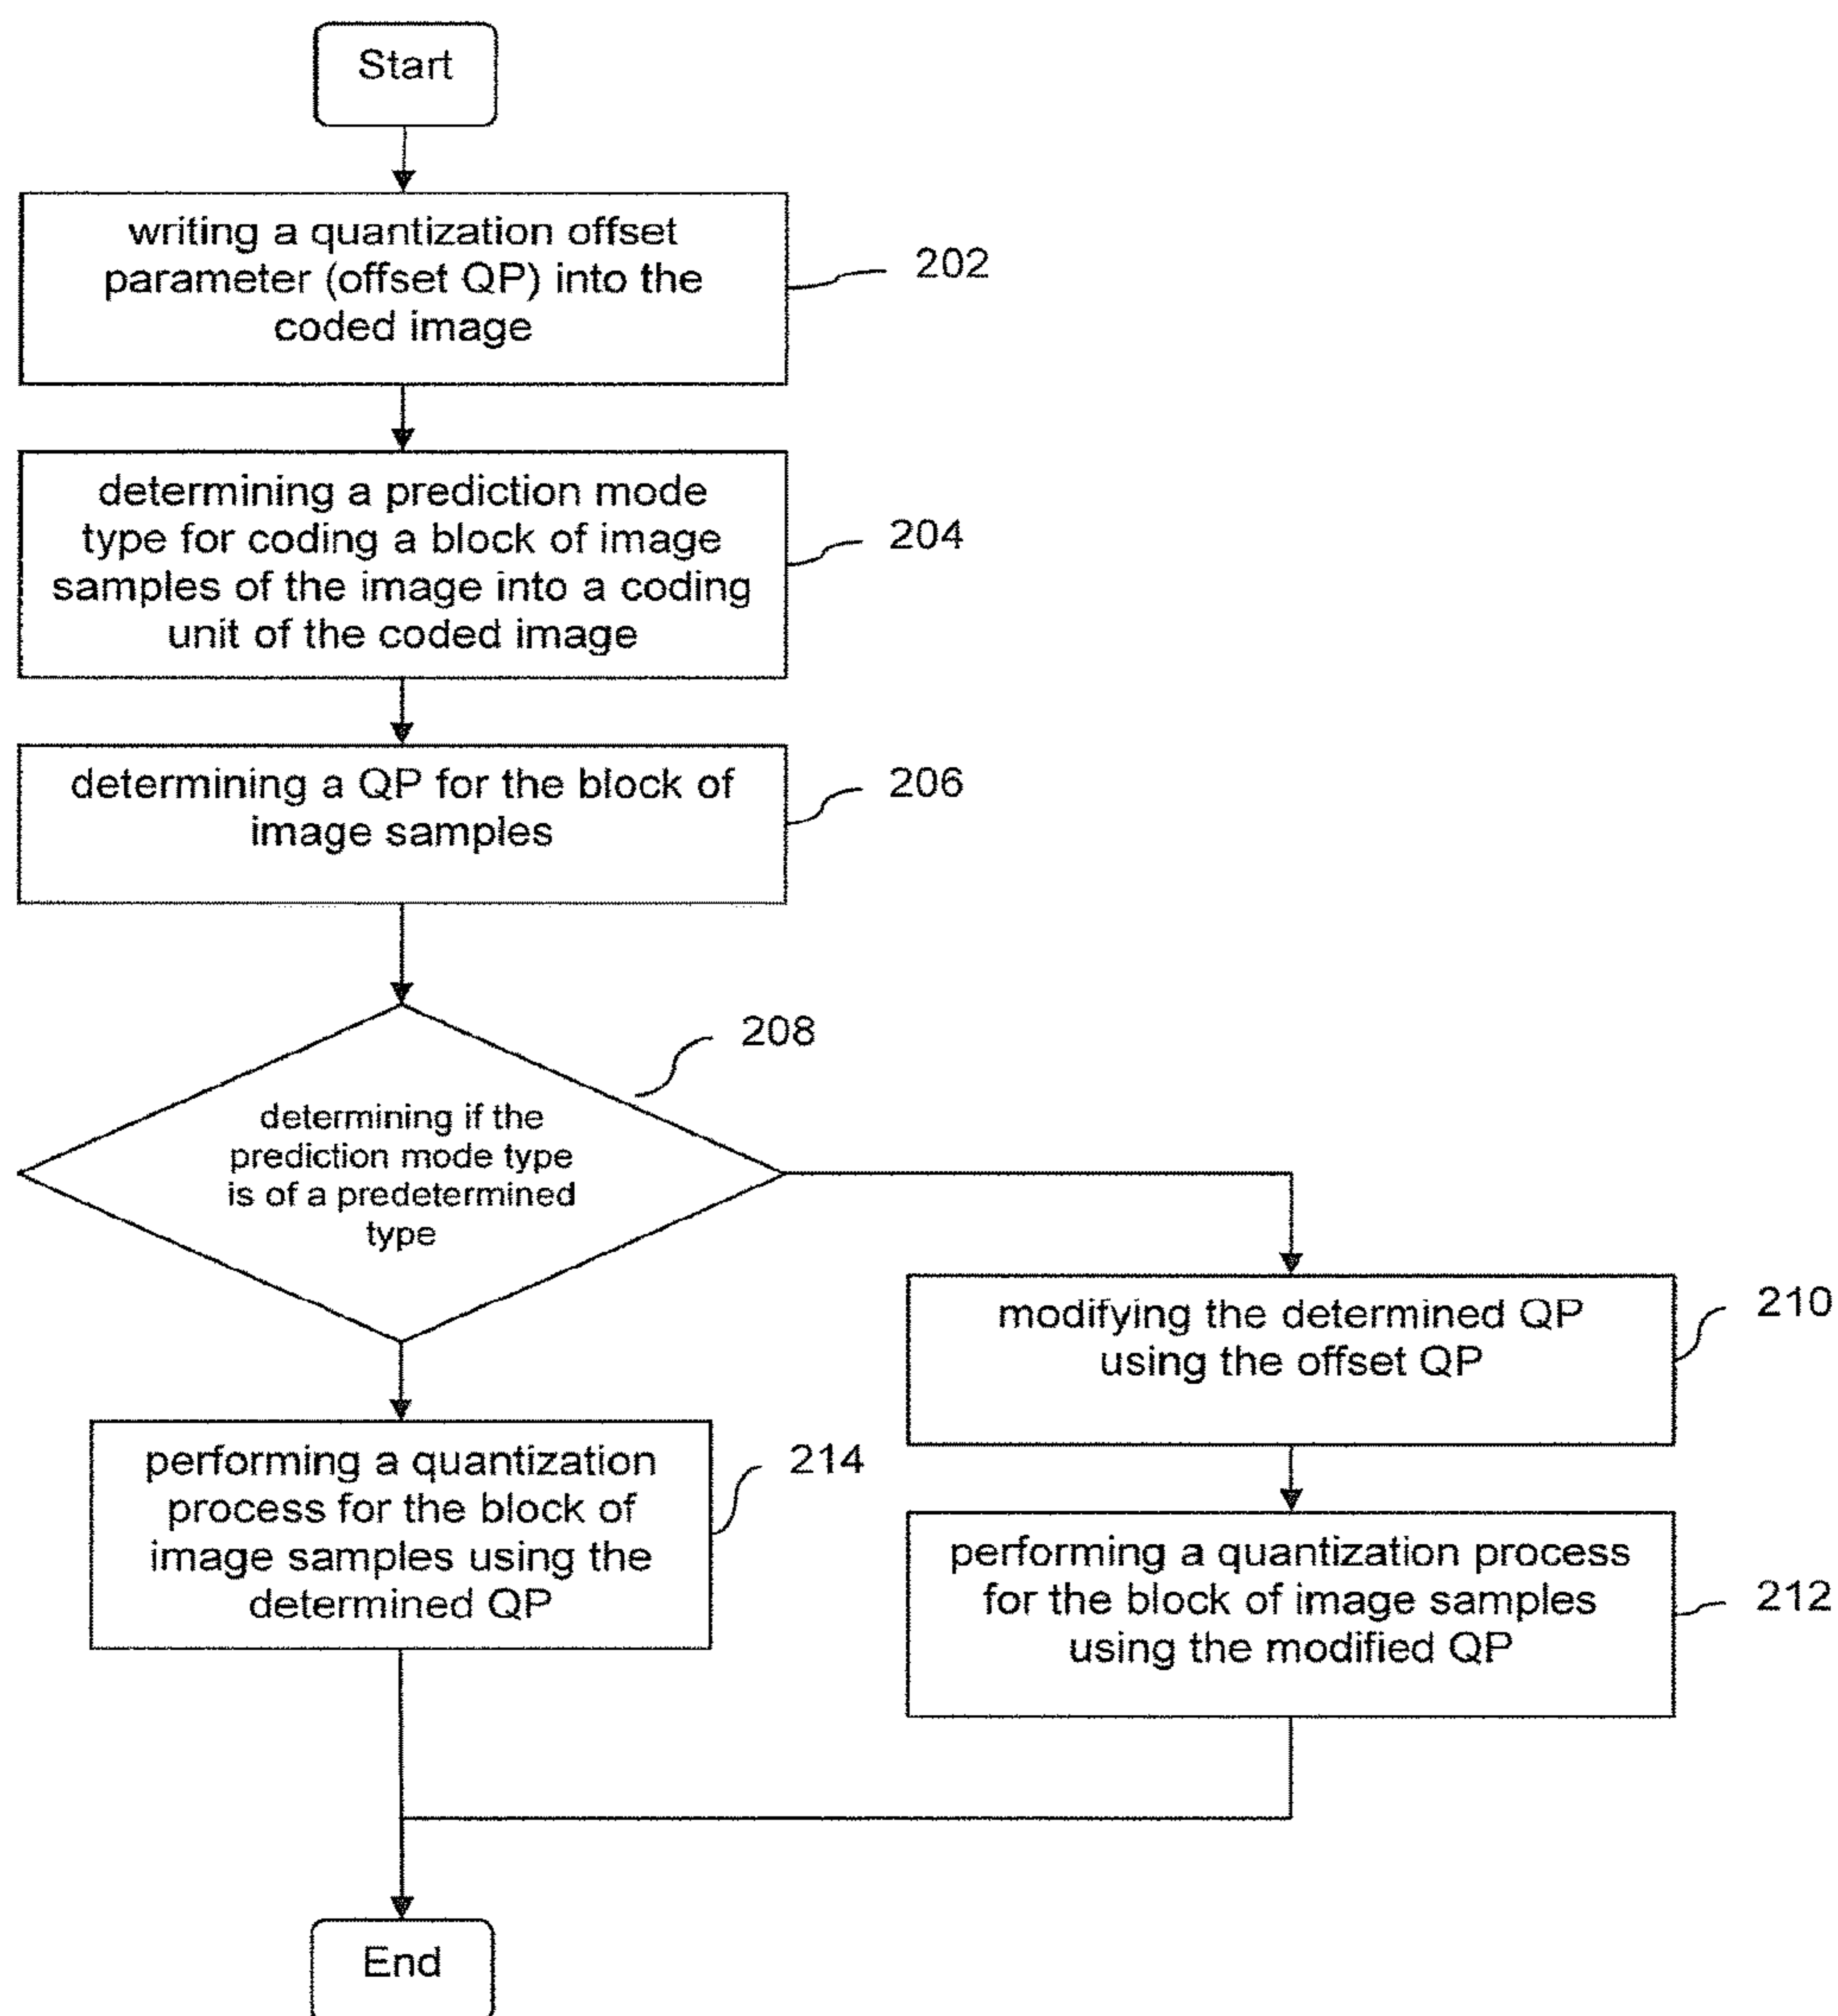 Start
writing a quantization offset
parameter (offset QP) into the
coded image
202
determining a prediction mode
type for coding a block of image
samples of the image into a coding
unit of the coded image
204
determining a QP for the block of
image samples
206
208
determining if the
prediction mode type
is of a predetermined
type
modifying the determined QP
using the offset QP
210
performing a quantization
process for the block of
image samples using the
determined QP
214
performing a quantization process
for the block of image samples
using the modified QP
212
End